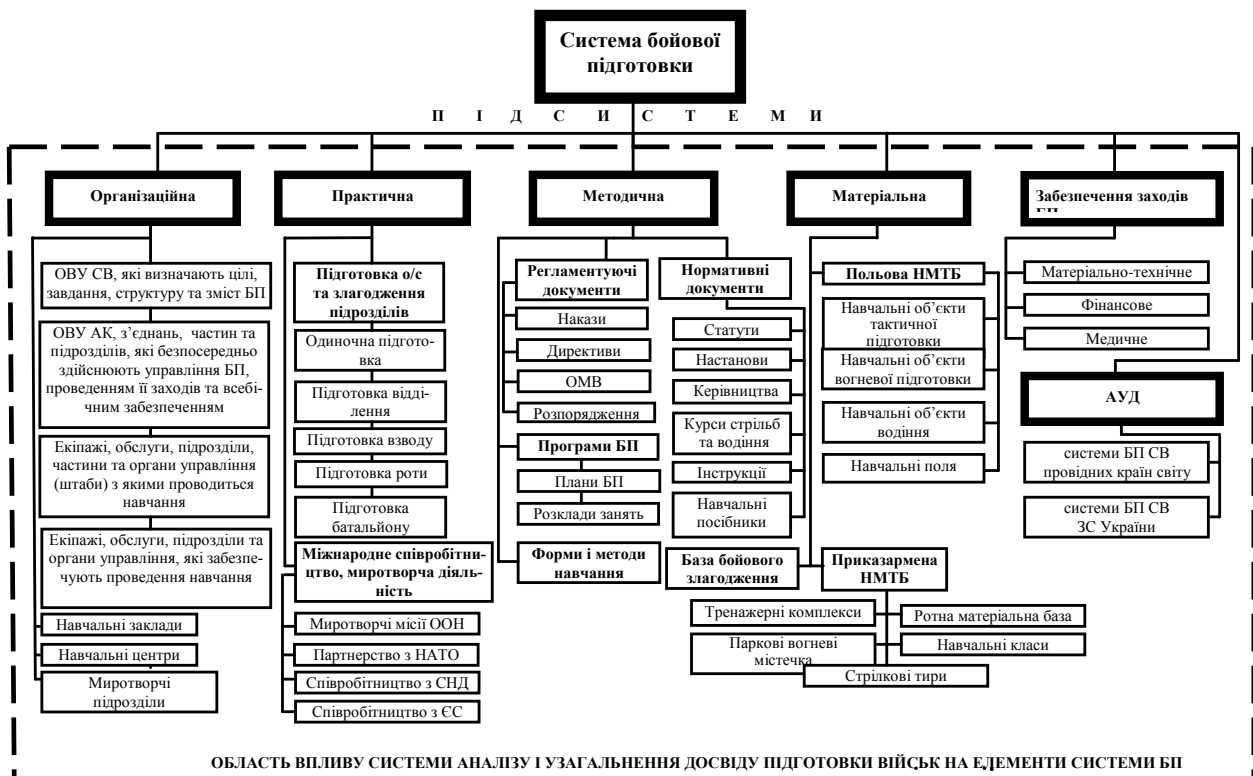 Система бойової
підготовки
П І Д С И С Т Е М И
Організаційна
ОВУ СВ, які визначають цілі,
завдання, структуру та зміст БП
ОВУ АК, з’єднань, частин та
підрозділів, які безпосередньо
здійснюють управління БП,
проведенням її заходів та всебі-
чним забезпеченням
Екіпажі, обслуги, підрозділи,
частини та органи управління
(штаби) з якими проводиться
навчання
Екіпажі, обслуги, підрозділи та
органи управління, які забезпе-
чують проведення навчання
Навчальні заклади
Навчальні центри
Миротворчі
підрозділи
Практична
Підготовка о/с
та злагодження
підрозділів
Одиночна підгото-
вка
Підготовка відді-
лення
Підготовка взводу
Підготовка роти
Підготовка
батальйону
Міжнародне співробітни-
цтво, миротворча діяль-
ність
Миротворчі місії ООН
Партнерство з НАТО
Співробітництво з СНД
Співробітництво з ЄС
Методична
Регламентуючі
документи
Накази
Директиви
ОМВ
Розпорядження
Програми БП
Плани БП
Розклади занять
Форми і методи
навчання
Нормативні
документи
Статути
Настанови
Керівництва
Курси стрільб
та водіння
Інструкції
Навчальні
посібники
Матеріальна
Польова НМТБ
Навчальні об’єкти
тактичної
підготовки
Навчальні об’єкти
вогневої підготовки
Навчальні об’єкти
водіння
Навчальні поля
База бойового
злагодження
Приказармена
НМТБ
Тренажерні комплекси
Ротна матеріальна база
Паркові вогневі
містечка
Навчальні класи
Стрілкові тири
Забезпечення заходів
Матеріально-технічне
Фінансове
Медичне
АУД
системи БП СВ
провідних країн світу
системи БП СВ
ЗС України
ОБЛАСТЬ ВПЛИВУ СИСТЕМИ АНАЛІЗУ І УЗАГАЛЬНЕННЯ ДОСВІДУ ПІДГОТОВКИ ВІЙСЬК НА ЕЛЕМЕНТИ СИСТЕМИ БП